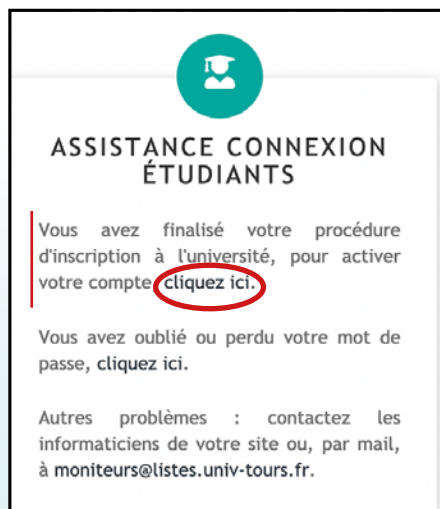 ASSISTANCE CONNEXION
ÉTUDIANTS
Vous avez finalisé votre procédure
d'inscription à l'université, pour activer
votre compte, cliquez ici.
Vous avez oublié ou perdu votre mot de
passe, cliquez ici.
Autres problèmes : contactez les
informaticiens de votre site ou, par mail,
à moniteurs@listes.univ-tours.fr.